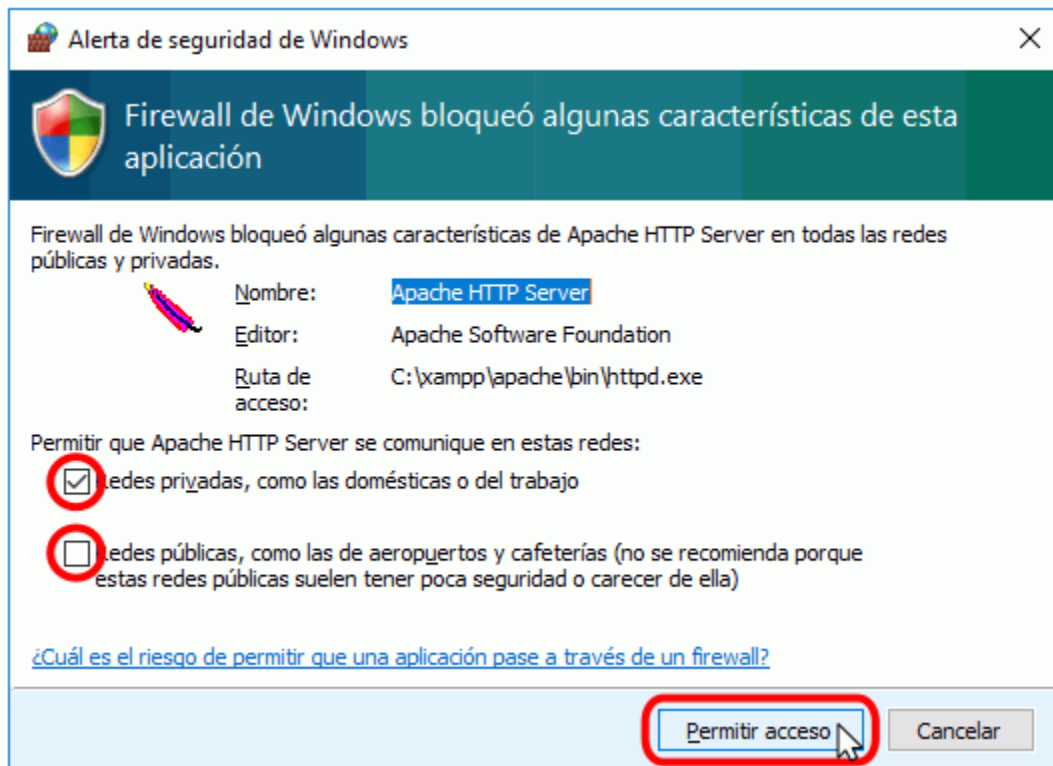 Alerta de seguridad de Windows
Firewall de Windows bloqueó algunas características de esta
aplicación
Firewall de Windows bloqueó algunas características de Apache HTTP Server en todas las redes
públicas y privadas.
Nombre: Apache HTTP Server
Editor: Apache Software Foundation
Ruta de C:\xampp\apache\bin\httpd.exe
acceso:
Permitir que Apache HTTP Server se comunique en estas redes:
Redes privadas, como las domésticas o del trabajo
Redes públicas, como las de aeropuertos y cafeterías (no se recomienda porque
estas redes públicas suelen tener poca seguridad o carecer de ella)
¿Cuál es el riesgo de permitir que una aplicación pase a través de un firewall?
Permitir acceso Cancelar